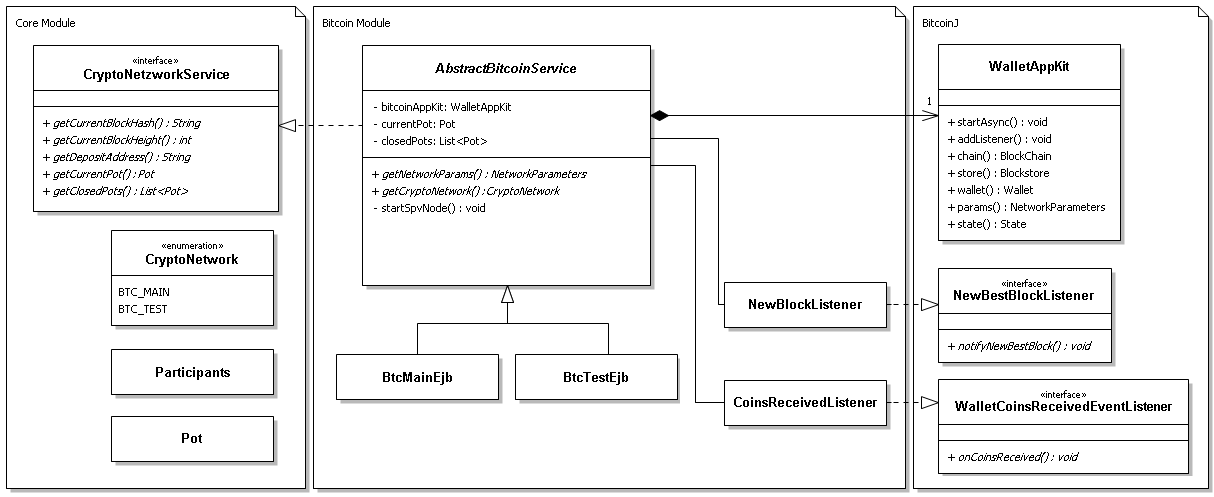 Core Module
«interface»
CryptoNetzworkService
+ getCurrentBlockHash() : String
+ getCurrentBlockHeight() : int
+ getDepositAddress() : String
+ getCurrentPot() : Pot
+ getClosedPots() : List<Pot>
«enumeration»
CryptoNetwork
BTC_MAIN
BTC_TEST
Participants
Pot
Bitcoin Module
AbstractBitcoinService
- bitcoinAppKit: WalletAppKit
- currentPot: Pot
- closedPots: List<Pot>
+ getNetworkParams() : NetworkParameters
+ getCryptoNetwork() : CryptoNetwork
- startSpvNode() : void
BtcMainEjb
BtcTestEjb
NewBlockListener
CoinsReceivedListener
1
BitcoinJ
WalletAppKit
+ startAsync() : void
+ addListener() : void
+ chain() : BlockChain
+ store() : Blockstore
+ wallet() : Wallet
+ params() : NetworkParameters
+ state() : State
«interface»
NewBestBlockListener
+ notifyNewBestBlock() : void
«interface»
WalletCoinsReceivedEventListener
+ onCoinsReceived() : void